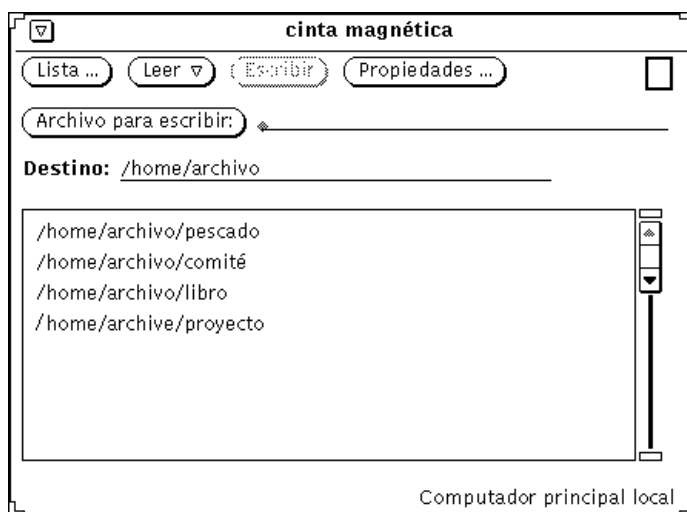 cinta magnética
Lista ... Leer Escribir Propiedades ...
Archivo para escribir:
Destino: /home/archivo
/home/archivo/pescado
/home/archivo/comité
/home/archivo/libro
/home/archive/proyecto
Computador principal local